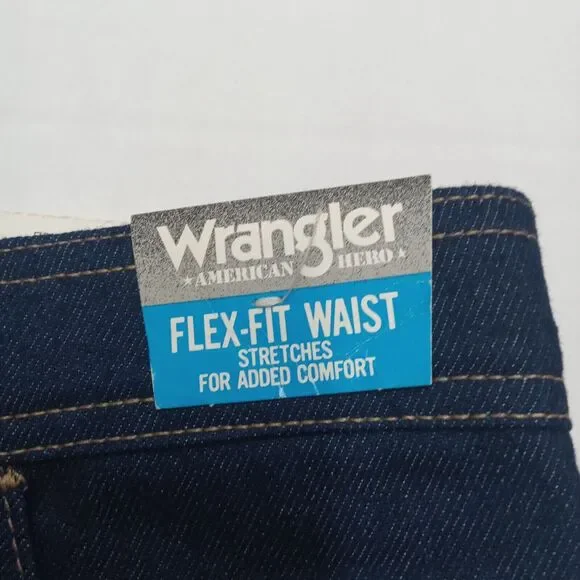 Wrangler
★AMERICAN HERO★
FLEX-FIT WAIST
STRETCHES
FOR ADDED COMFORT